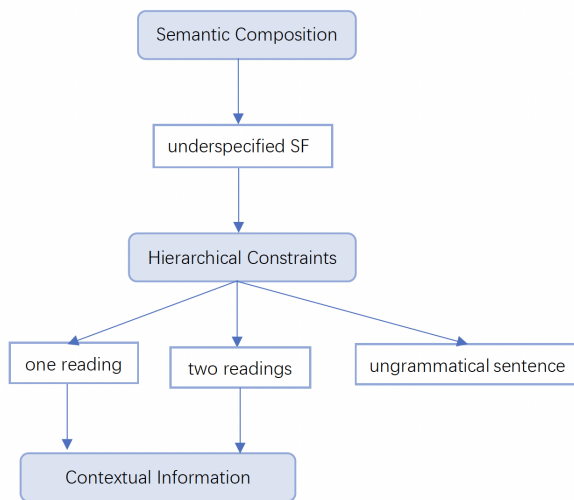 Semantic Composition
underspecified SF
Hierarchical Constraints
one reading
two readings
ungrammatical sentence
Contextual Information